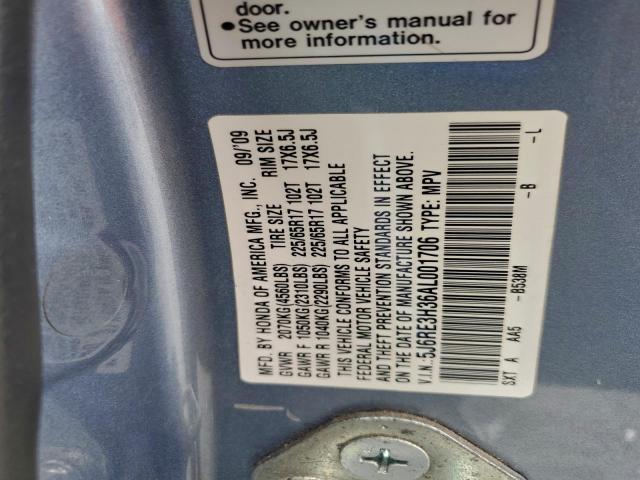 door.
●See owner's manual for
more information.
MFD. BY HONDA OF AMERICA MFG., INC. 09/'09
GVWR 2070KG(4560LBS) TIRE SIZE RIM SIZE
GAWR F 1050KG(2310LBS) 225/65R17 102T 17X6.5J
GAWR R 1040KG(2290LBS) 225/65R17 102T 17X6.5J
THIS VEHICLE CONFORMS TO ALL APPLICABLE
FEDERAL MOTOR VEHICLE SAFETY
AND THEFT PREVENTION STANDARDS IN EFFECT
ON THE DATE OF MANUFACTURE SHOWN ABOVE.
V.I.N.: 5J6RE3H36AL001706 TYPE: MPV
SXT A AA5 - B538M - B - L